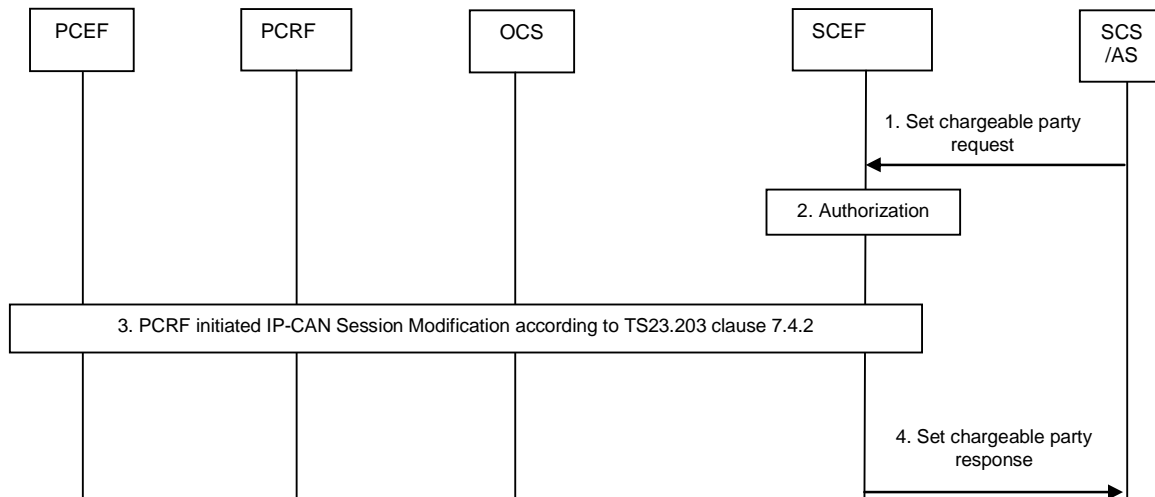 PCEF
PCRF
OCS
SCEF
SCS
/AS
1. Set chargeable party
request
2. Authorization
3. PCRF initiated IP-CAN Session Modification according to TS23.203 clause 7.4.2
4. Set chargeable party
response